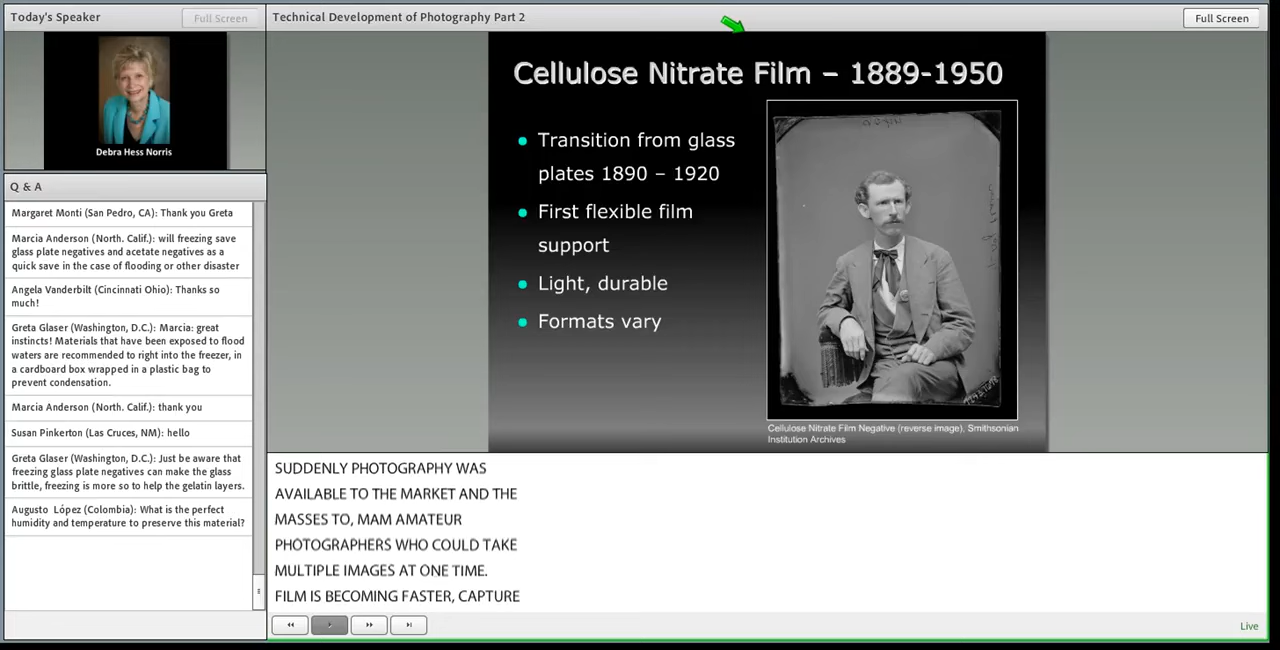 Today's Speaker
Full Screen
Debra Hess Norris
Q & A
Margaret Monti (San Pedro, CA): Thank you Greta
Marcia Anderson (North. Calif.): will freezing save
glass plate negatives and acetate negatives as a
quick save in the case of flooding or other disaster
Angela Vanderbilt (Cincinnati Ohio): Thanks so
much!
Greta Glaser (Washington, D.C.): Marcia: great
instincts! Materials that have been exposed to flood
waters are recommended to right into the freezer, in
a cardboard box wrapped in a plastic bag to
prevent condensation.
Marcia Anderson (North. Calif.): thank you
Susan Pinkerton (Las Cruces, NM): hello
Greta Glaser (Washington, D.C.): Just be aware that
freezing glass plate negatives can make the glass
brittle, freezing is more so to help the gelatin layers.
Augusto López (Colombia): What is the perfect
humidity and temperature to preserve this material?
Technical Development of Photography Part 2
Full Screen
Cellulose Nitrate Film – 1889-1950
Transition from glass
plates 1890 – 1920
First flexible film
support
Light, durable
Formats vary
Cellulose Nitrate Film Negative (reverse image), Smithsonian
Institution Archives
SUDDENLY PHOTOGRAPHY WAS
AVAILABLE TO THE MARKET AND THE
MASSES TO, MAM AMATEUR
PHOTOGRAPHERS WHO COULD TAKE
MULTIPLE IMAGES AT ONE TIME.
FILM IS BECOMING FASTER, CAPTURE
Live